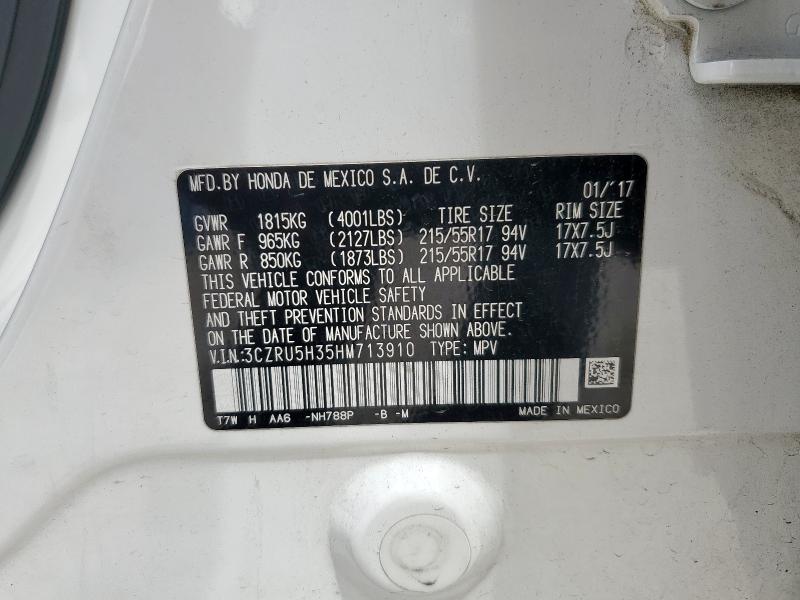 MFD.BY HONDA DE MEXICO S.A. DE C.V.
01/'17
GVWR 1815KG (4001LBS) TIRE SIZE RIM SIZE
GAWR F 965KG (2127LBS) 215/55R17 94V 17X7.5J
GAWR R 850KG (1873LBS) 215/55R17 94V 17X7.5J
THIS VEHICLE CONFORMS TO ALL APPLICABLE
FEDERAL MOTOR VEHICLE SAFETY
AND THEFT PREVENTION STANDARDS IN EFFECT
ON THE DATE OF MANUFACTURE SHOWN ABOVE.
V.I.N:3CZRU5H35HM713910 TYPE: MPV
T7W H AA6 -NH788P -B -M
MADE IN MEXICO